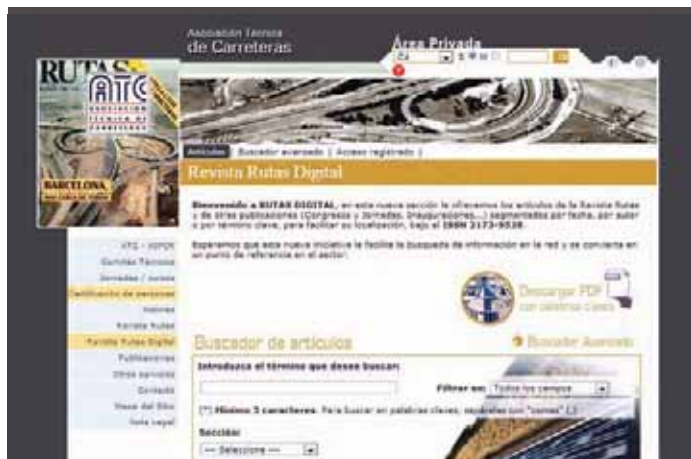 Asociación Técnica
de Carreteras
Área Privada
RUTAS
ATC
ASOCIACIÓN
TÉCNICA DE
CARRETERAS
BARCELONA
Artículos | Buscador avanzado | Acceso registrado |
Revista Rutas Digital
Bienvenido a RUTAS DIGITAL, en esta nueva sección le ofrecemos los artículos de la Revista Rutas
y de otras publicaciones (Congresos y Jornadas, Inauguraciones...) segmentados por fecha, por autor
o por término clave, para facilitar su localización, bajo el ISSN 2173-9538.
Esperamos que esta nueva iniciativa le facilite la busqueda de información en la red y se convierta en
un punto de referencia en el sector.
ATC - AIPCR
Comités Técnicos
Jornadas / cursos
Certificación de personas
Revista Rutas
Revista Rutas Digital
Publicaciones
Otros servicios
Contacto
Mapa del Sitio
Nota Legal
Descargar PDF
con palabras claves
Buscador de artículos
Buscador Avanzado
Introduzca el término que desea buscar:
Filtrar en: Todos los campos
(*) Mínimo 3 caracteres. Para buscar en palabras claves, sepárelas con "comas" (,)
Sección:
--- Seleccione ---